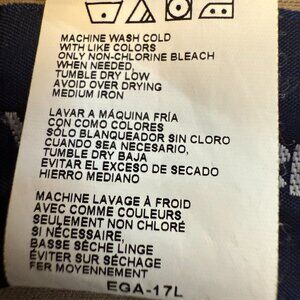 MACHINE WASH COLD
WITH LIKE COLORS
ONLY NON-CHLORINE BLEACH
WHEN NEEDED,
TUMBLE DRY LOW
AVOID OVER DRYING
MEDIUM IRON
LAVAR A MÁQUINA FRÍA
CON COMO COLORES
SÓLO BLANQUEADOR SIN CLORO
CUANDO SEA NECESARIO,
TUMBLE DRY BAJA
EVITAR EL EXCESO DE SECADO
HIERRO MEDIANO
MACHINE LAVAGE À FROID
AVEC COMME COULEURS
SEULEMENT NON CHLORÉ
SI NÉCESSAIRE,
BASSE SÈCHE LINGE
ÉVITER SUR SÉCHAGE
FER MOYENNEMENT
EGA-17L